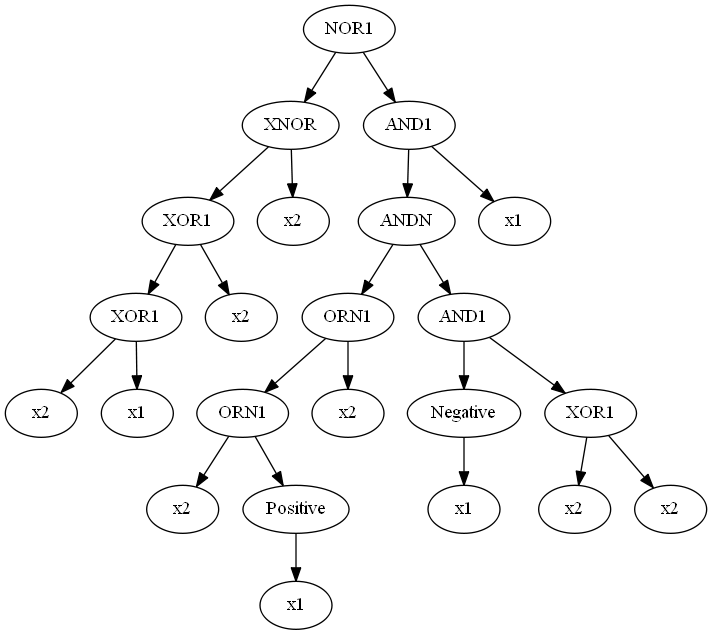 NOR1
XNOR AND1
XOR1 x2 ANDN x1
XOR1 x2 ORN1 AND1
x2 x1 ORN1 x2 Negative XOR1
x2 Positive x1 x2 x2
x1